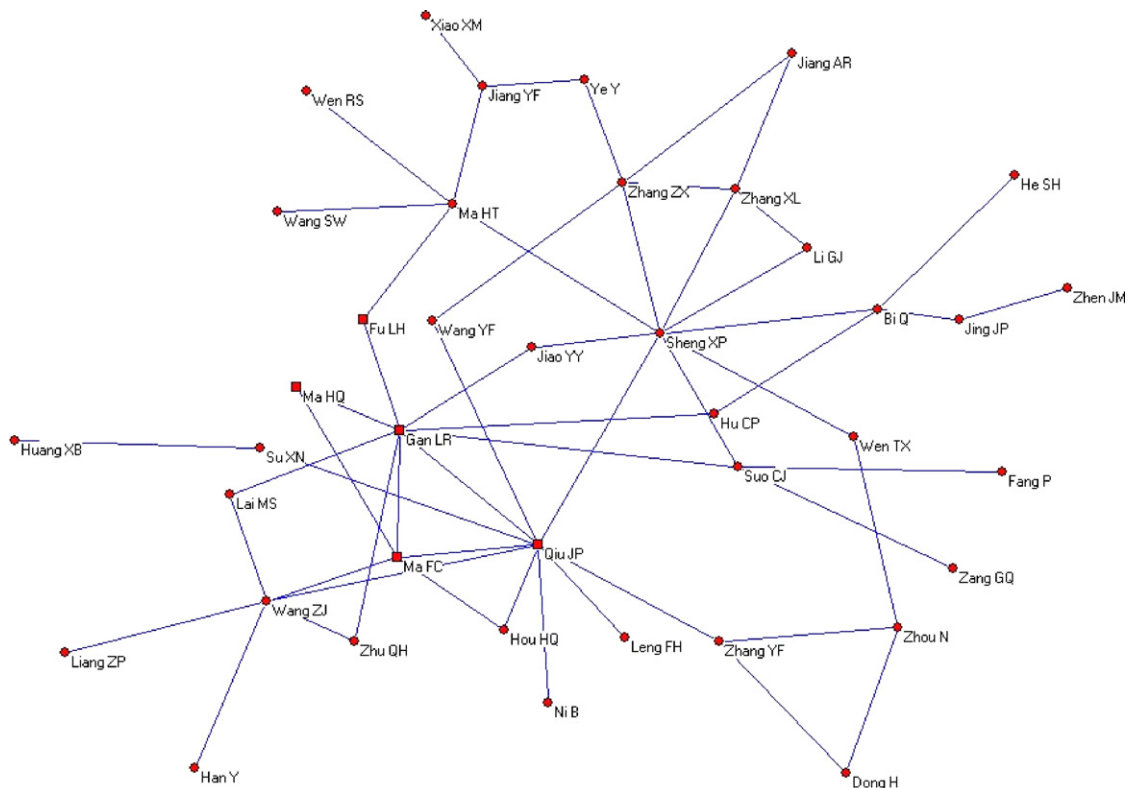 Xiao XM
Jiang AR
Jiang YF
Ye Y
Wen RS
Zhang ZX
Zhang XL
He SH
Wang SW
Ma HT
Li GJ
Zhen JM
Fu LH
Wang YF
Bi Q
Jing JP
Sheng XP
Jiao YY
Ma HQ
Hu CP
Gan LR
Wen TX
Huang XB
Su XN
Suo CJ
Fang P
Lai MS
Qiu JP
Ma FC
Zang GQ
Wang ZJ
Hou HQ
Leng FH
Zhang YF
Zhou N
Zhu QH
Liang ZP
Ni B
Han Y
Dong H